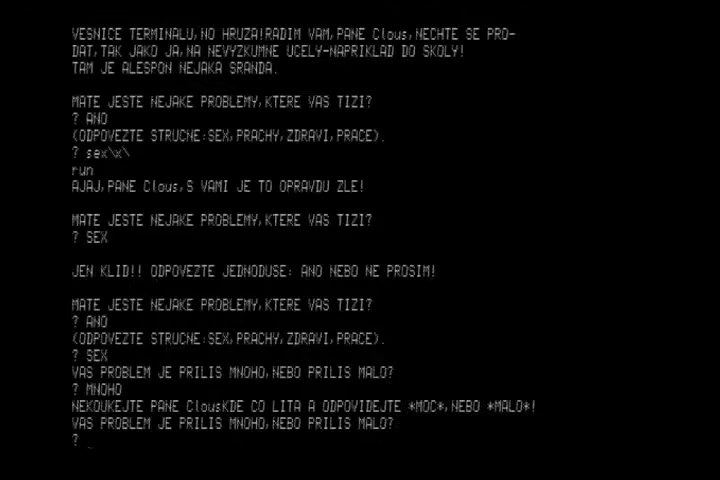 VESNICE TERMINALU,NO HRUZA!RADIM VAM,PANE Clous,NECHTE SE PRO-
DAT,TAK JAKO JA,NA NEVYZKUMNE UCELY-NAPRIKLAD DO SKOLY!
TAM JE ALESPON NEJAKA SRANDA.
MATE JESTE NEJAKE PROBLEMY,KTERE VAS TIZI?
? ANO
(ODPOVEZTE STRUCNE:SEX,PRACHY,ZDRAVI,PRACE).
? sex\x\
run
AJAJ,PANE Clous,S VAMI JE TO OPRAVDU ZLE!
MATE JESTE NEJAKE PROBLEMY,KTERE VAS TIZI?
? SEX
JEN KLID!! ODPOVEZTE JEDNODUSE: ANO NEBO NE PROSIM!
MATE JESTE NEJAKE PROBLEMY,KTERE VAS TIZI?
? ANO
(ODPOVEZTE STRUCNE:SEX,PRACHY,ZDRAVI,PRACE).
? SEX
VAS PROBLEM JE PRILIS MNOHO,NEBO PRILIS MALO?
? MNOHO
NEKOUKEJTE PANE ClousKDE CO LITA A ODPOVIDEJTE *MOC*,NEBO *MALO*!
VAS PROBLEM JE PRILIS MNOHO,NEBO PRILIS MALO?
? _